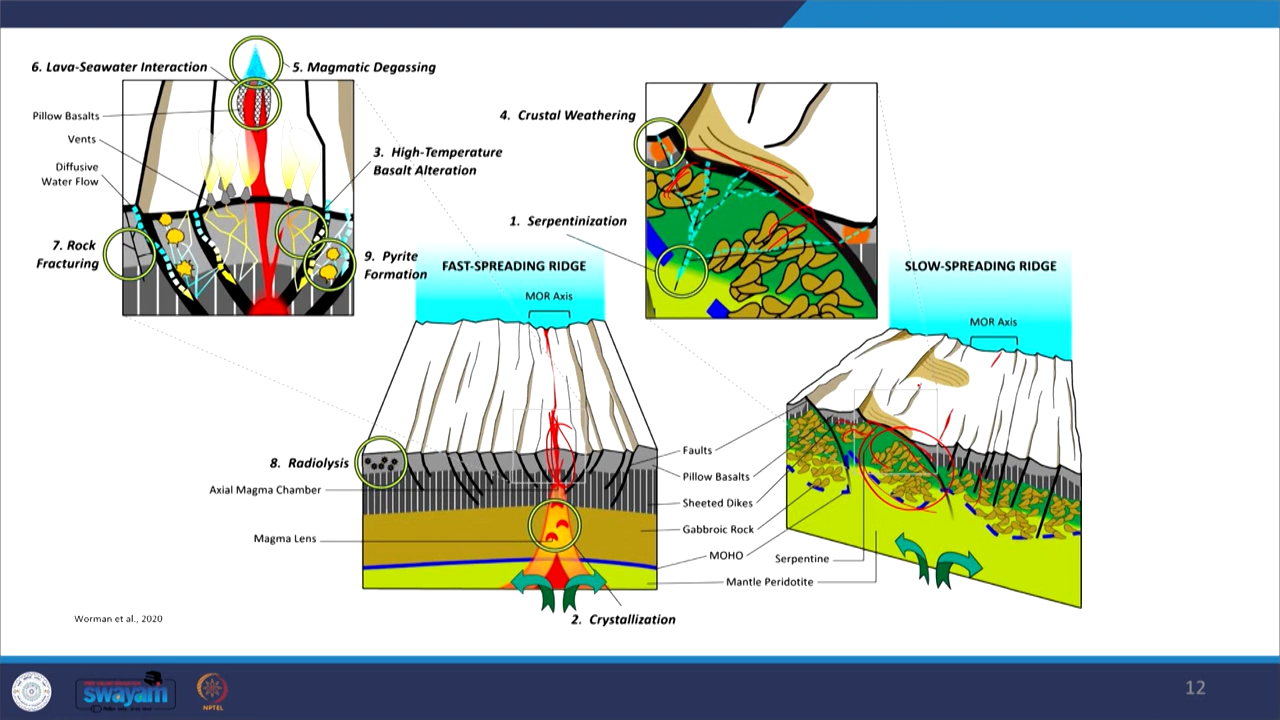 6. Lava-Seawater Interaction
5. Magmatic Degassing
Pillow Basalts
Vents
Diffusive
Water Flow
3. High-Temperature
Basalt Alteration
7. Rock
Fracturing
9. Pyrite
Formation
4. Crustal Weathering
1. Serpentinization
FAST-SPREADING RIDGE
MOR Axis
SLOW-SPREADING RIDGE
MOR Axis
8. Radiolysis
Axial Magma Chamber
Magma Lens
Faults
Pillow Basalts
Sheeted Dikes
Gabbroic Rock
MOHO
Serpentine
Mantle Peridotite
2. Crystallization
Worman et al., 2020
swayam
NPTEL
12